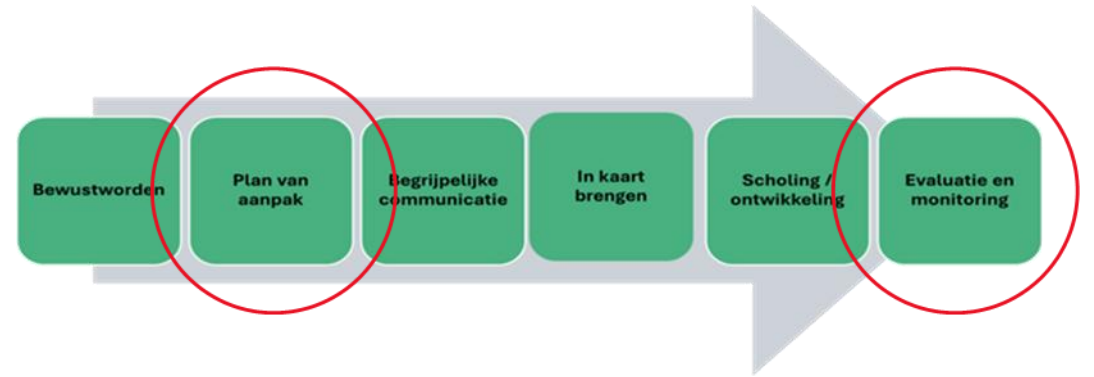 Bewustworden
Plan van
aanpak
Begrijpelijke
communicatie
In kaart
brengen
Scholing /
ontwikkeling
Evaluatie en
monitoring